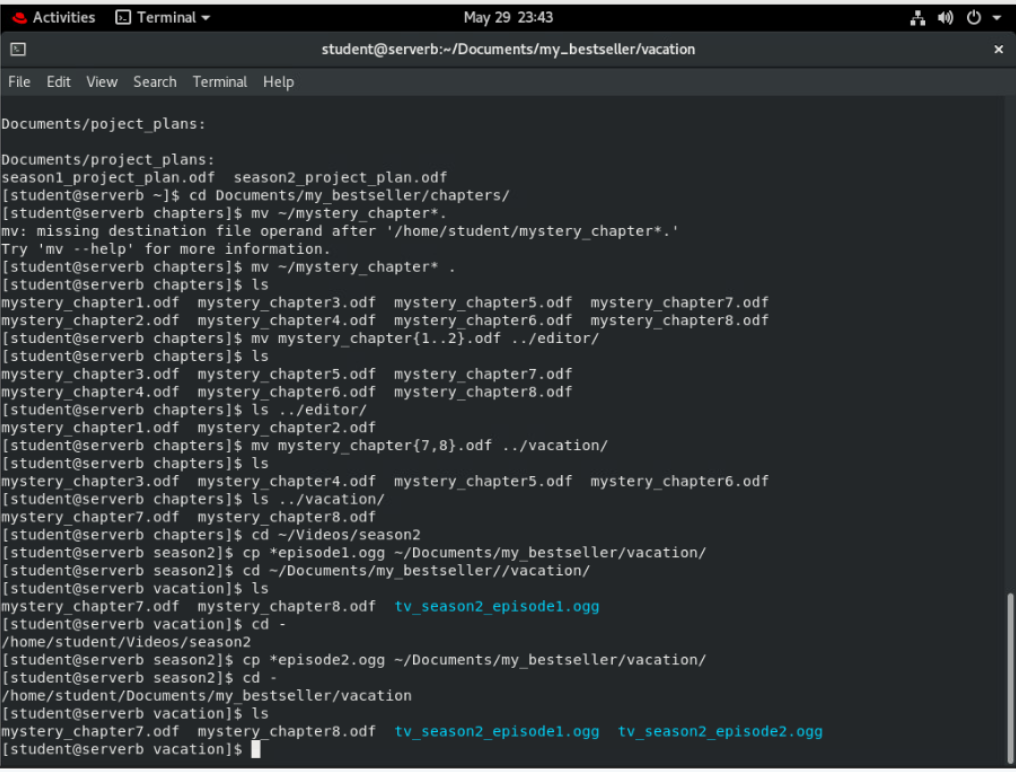 Activities Terminal May 29 23:43
student@serverb:~/Documents/my_bestseller/vacation ×
File Edit View Search Terminal Help
Documents/poject_plans:
Documents/project_plans:
season1_project_plan.odf season2_project_plan.odf
[student@serverb ~]$ cd Documents/my_bestseller/chapters/
[student@serverb chapters]$ mv ~/mystery_chapter*.
mv: missing destination file operand after '/home/student/mystery_chapter*.'
Try 'mv --help' for more information.
[student@serverb chapters]$ mv ~/mystery_chapter* .
[student@serverb chapters]$ ls
mystery_chapter1.odf mystery_chapter3.odf mystery_chapter5.odf mystery_chapter7.odf
mystery_chapter2.odf mystery_chapter4.odf mystery_chapter6.odf mystery_chapter8.odf
[student@serverb chapters]$ mv mystery_chapter{1..2}.odf ../editor/
[student@serverb chapters]$ ls
mystery_chapter3.odf mystery_chapter5.odf mystery_chapter7.odf
mystery_chapter4.odf mystery_chapter6.odf mystery_chapter8.odf
[student@serverb chapters]$ ls ../editor/
mystery_chapter1.odf mystery_chapter2.odf
[student@serverb chapters]$ mv mystery_chapter{7,8}.odf ../vacation/
[student@serverb chapters]$ ls
mystery_chapter3.odf mystery_chapter4.odf mystery_chapter5.odf mystery_chapter6.odf
[student@serverb chapters]$ ls ../vacation/
mystery_chapter7.odf mystery_chapter8.odf
[student@serverb chapters]$ cd ~/Videos/season2
[student@serverb season2]$ cp *episode1.ogg ~/Documents/my_bestseller/vacation/
[student@serverb season2]$ cd ~/Documents/my_bestseller//vacation/
[student@serverb vacation]$ ls
mystery_chapter7.odf mystery_chapter8.odf tv_season2_episode1.ogg
[student@serverb vacation]$ cd -
/home/student/Videos/season2
[student@serverb season2]$ cp *episode2.ogg ~/Documents/my_bestseller/vacation/
[student@serverb season2]$ cd -
/home/student/Documents/my_bestseller/vacation
[student@serverb vacation]$ ls
mystery_chapter7.odf mystery_chapter8.odf tv_season2_episode1.ogg tv_season2_episode2.ogg
[student@serverb vacation]$